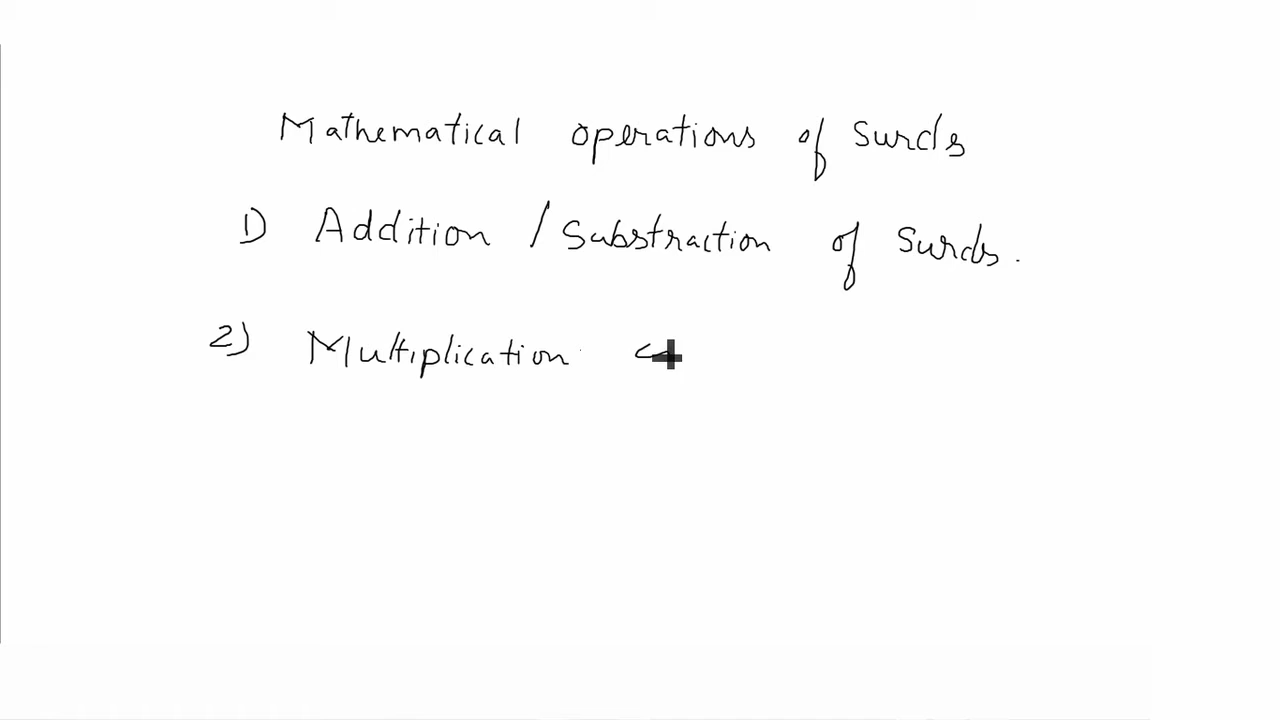 Mathematical operations of Surds
1) Addition / Substraction of Surds.
2) Multiplication